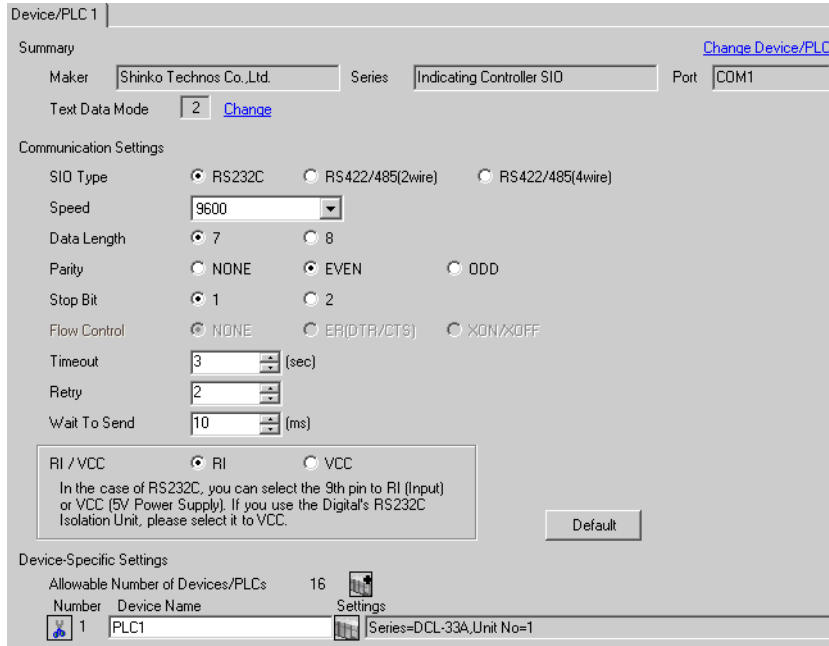 Device/PLC 1
Summary Change Device/PLC
Maker Shinko Technos Co.,Ltd. Series Indicating Controller SIO Port COM1
Text Data Mode 2 Change
Communication Settings
SIO Type RS232C RS422/485(2wire) RS422/485(4wire)
Speed 9600
Data Length 7 8
Parity NONE EVEN ODD
Stop Bit 1 2
Flow Control NONE ER(DTR/CTS) XON/XOFF
Timeout 3 (sec)
Retry 2
Wait To Send 10 (ms)
RI / VCC RI VCC
In the case of RS232C, you can select the 9th pin to RI (Input)
or VCC (5V Power Supply). If you use the Digital's RS232C
Isolation Unit, please select it to VCC.
Default
Device-Specific Settings
Allowable Number of Devices/PLCs 16
Number Device Name Settings
1 PLC1 Series=DCL-33A,Unit No=1